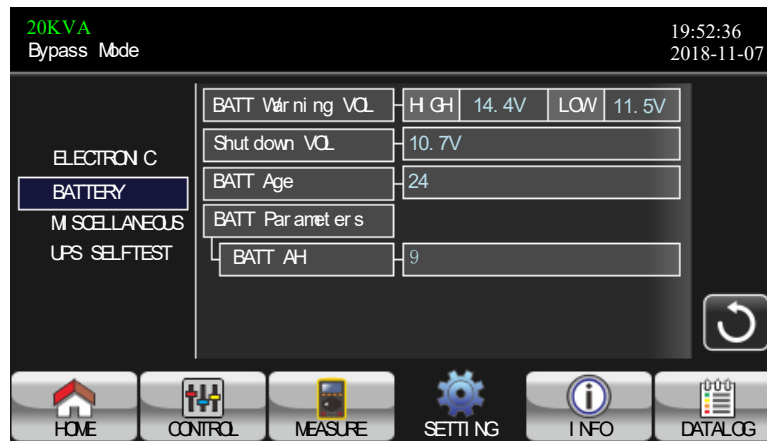 20KVA
19:52:36
Bypass Mode
2018-11-07
BATT Warning VOL HIGH 14.4V LOW 11.5V
Shutdown VOL 10.7V
ELECTRONIC
BATT Age 24
BATTERY
BATT Parameters
MISCELLANEOUS
UPS SELFTEST
BATT AH 9
HOME CONTROL MEASURE SETTING INFO DATALOG